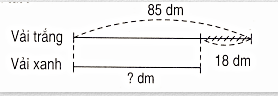 85 dm
Vải trắng
Vải xanh
18 dm
? dm